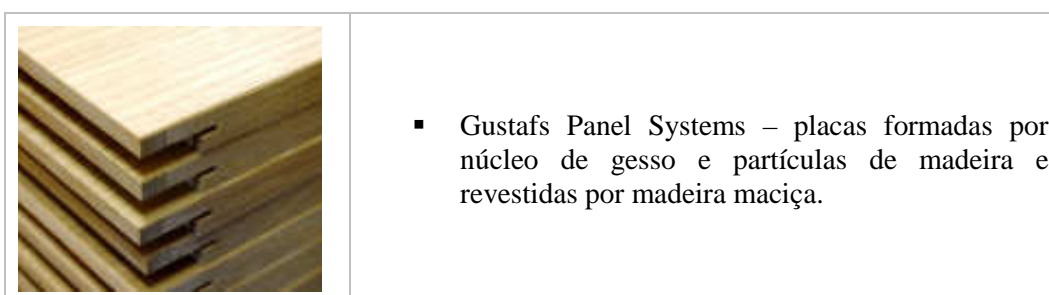 ▪ Gustafs Panel Systems – placas formadas por
núcleo de gesso e partículas de madeira e
revestidas por madeira maciça.